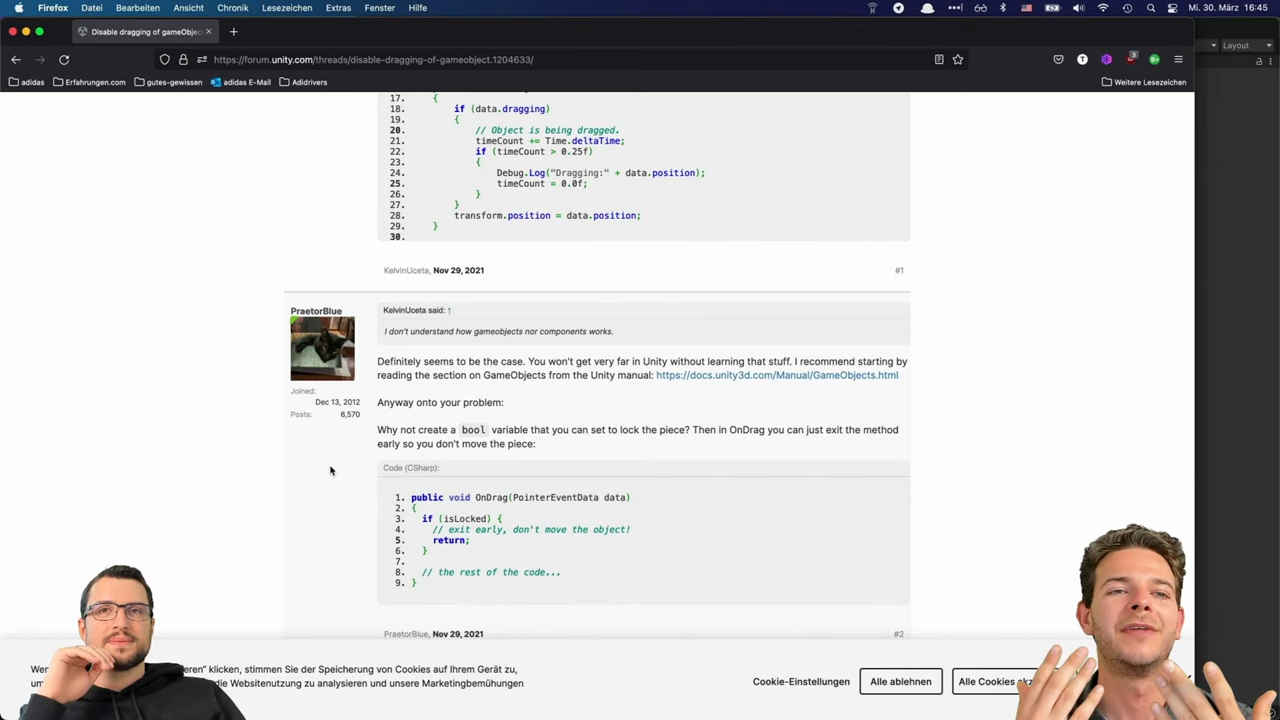 Firefox Datei Bearbeiten Ansicht Chronik Lesezeichen Extras Fenster Hilfe Mi. 30. März 16:45
Disable dragging of gameObjec
Layout
https://forum.unity.com/threads/disable-dragging-of-gameobject.1204633/
adidas Erfahrungen.com gutes-gewissen adidas E-Mail Adidrivers Weitere Lesezeichen
17. {
18. if (data.dragging)
19. {
20. // Object is being dragged.
21. timeCount += Time.deltaTime;
22. if (timeCount > 0.25f)
23. {
24. Debug.Log("Dragging:" + data.position);
25. timeCount = 0.0f;
26. }
27. }
28. transform.position = data.position;
29. }
30.
KelvinUceta, Nov 29, 2021 #1
PraetorBlue
Joined:
Dec 13, 2012
Posts: 6,570
KelvinUceta said: ↑
I don't understand how gameobjects nor components works.
Definitely seems to be the case. You won't get very far in Unity without learning that stuff. I recommend starting by
reading the section on GameObjects from the Unity manual: https://docs.unity3d.com/Manual/GameObjects.html
Anyway onto your problem:
Why not create a bool variable that you can set to lock the piece? Then in OnDrag you can just exit the method
early so you don't move the piece:
Code (CSharp):
1. public void OnDrag(PointerEventData data)
2. {
3. if (isLocked) {
4. // exit early, don't move the object!
5. return;
6. }
7.
8. // the rest of the code...
9. }
PraetorBlue, Nov 29, 2021 #2
Wen eren" klicken, stimmen Sie der Speicherung von Cookies auf Ihrem Gerät zu,
um die Websitenutzung zu analysieren und unsere Marketingbemühungen
Cookie-Einstellungen Alle ablehnen Alle Cookies akz